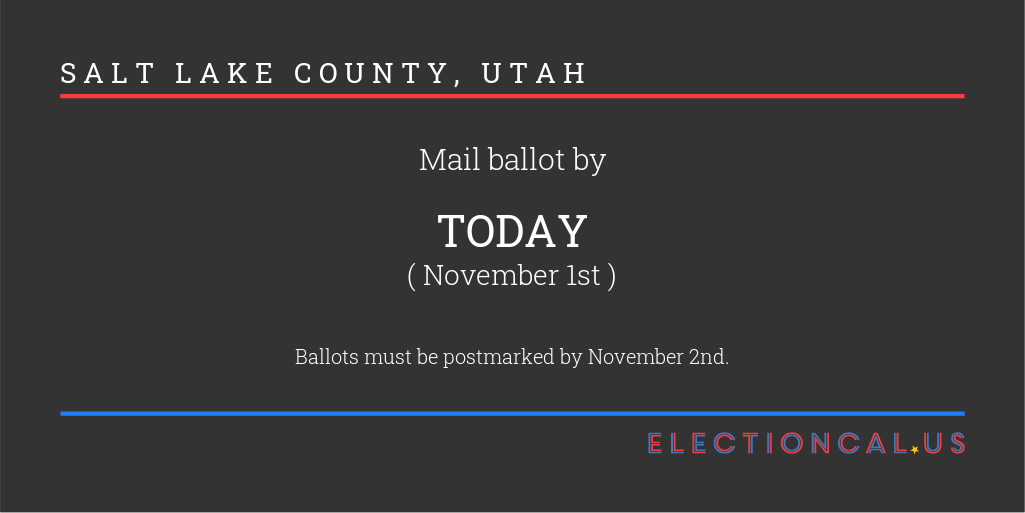 SALT LAKE COUNTY, UTAH
Mail ballot by
TODAY
( November 1st )
Ballots must be postmarked by November 2nd.
ELECTIONCAL.US